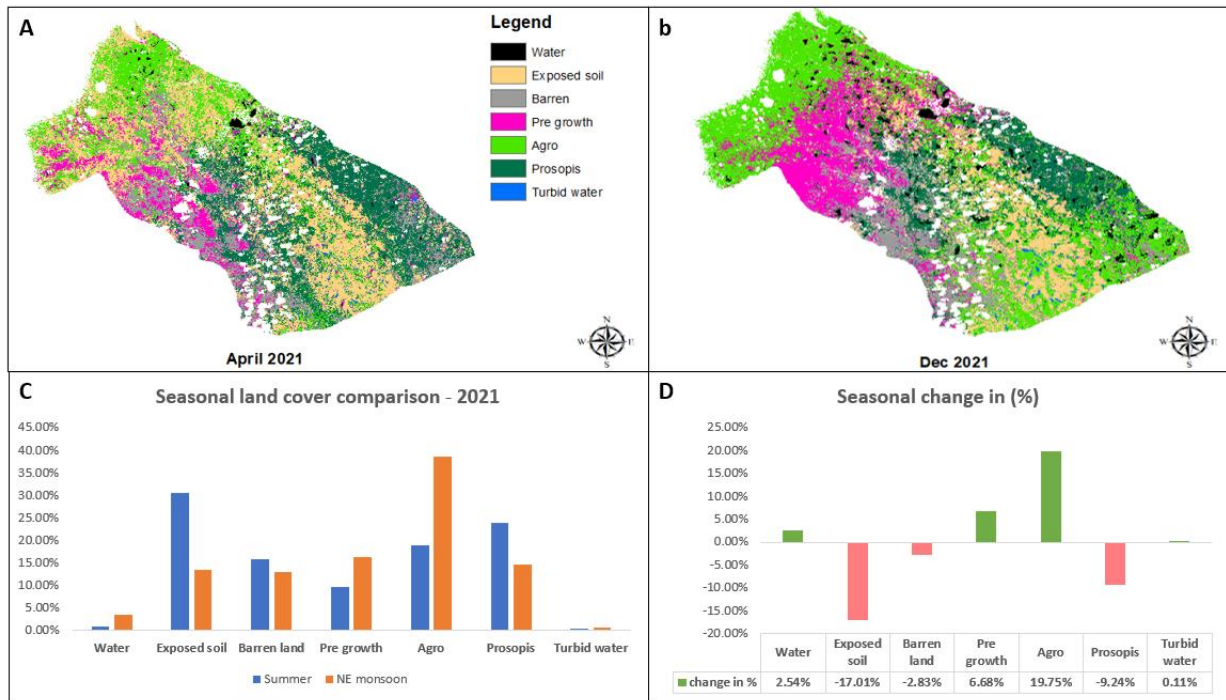 A
Legend
Water
Exposed soil
Barren
Pre growth
Agro
Prosopis
Turbid water
N
W E
S
April 2021
b
N
W E
S
Dec 2021
C
Seasonal land cover comparison - 2021
45.00%
40.00%
35.00%
30.00%
25.00%
20.00%
15.00%
10.00%
5.00%
0.00%
Water Exposed soil Barren land Pre growth Agro Prosopis Turbid water
Summer NE monsoon
D
Seasonal change in (%)
25.00%
20.00%
15.00%
10.00%
5.00%
0.00%
-5.00%
-10.00%
-15.00%
-20.00%
Water Exposed soil Barren land Pre growth Agro Prosopis Turbid water
change in % 2.54% -17.01% -2.83% 6.68% 19.75% -9.24% 0.11%